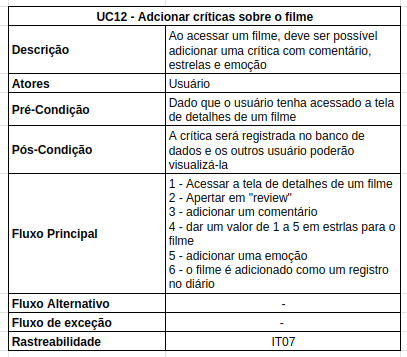 UC12 - Adcionar críticas sobre o filme
Descrição
Ao acessar um filme, deve ser possível
adicionar uma crítica com comentário,
estrelas e emoção
Atores
Usuário
Pré-Condição
Dado que o usuário tenha acessado a tela
de detalhes de um filme
Pós-Condição
A crítica será registrada no banco de
dados e os outros usuário poderão
visualizá-la
Fluxo Principal
1 - Acessar a tela de detalhes de um filme
2 - Apertar em "review"
3 - adicionar um comentário
4 - dar um valor de 1 a 5 em estrlas para o
filme
5 - adicionar uma emoção
6 - o filme é adicionado como um registro
no diário
Fluxo Alternativo
-
Fluxo de exceção
-
Rastreabilidade
IT07